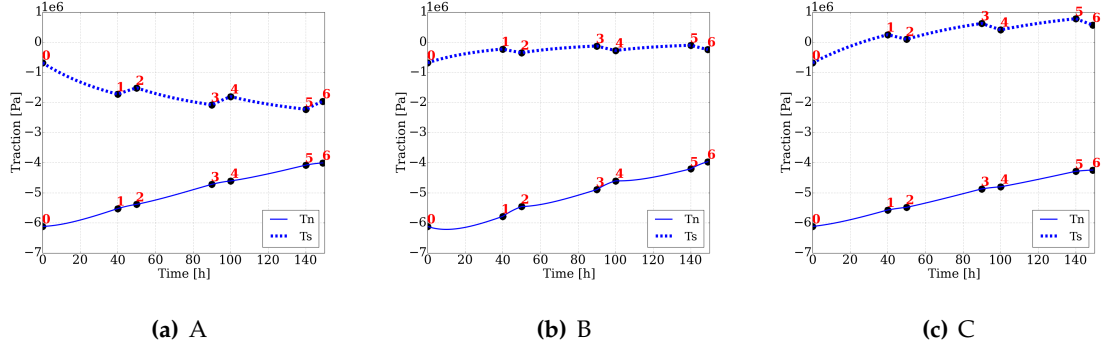 1e6 1e6 1e6
1 1 1
0 0 0
−1 −1 −1
−2 −2 −2
−3 −3 −3
−4 −4 −4
−5 −5 −5
−6 −6 −6
−7 −7 −7
Traction [Pa] Traction [Pa] Traction [Pa]
0 1 2 3 4 5 6 0 1 2 3 4 5 6 0 1 2 3 4 5 6
0 1 2 3 4 5 6 0 1 2 3 4 5 6 0 1 2 3 4 5 6
Tn Tn Tn
Ts Ts Ts
0 20 40 60 80 100 120 140 0 20 40 60 80 100 120 140 0 20 40 60 80 100 120 140
Time [h] Time [h] Time [h]
(a) A (b) B (c) C